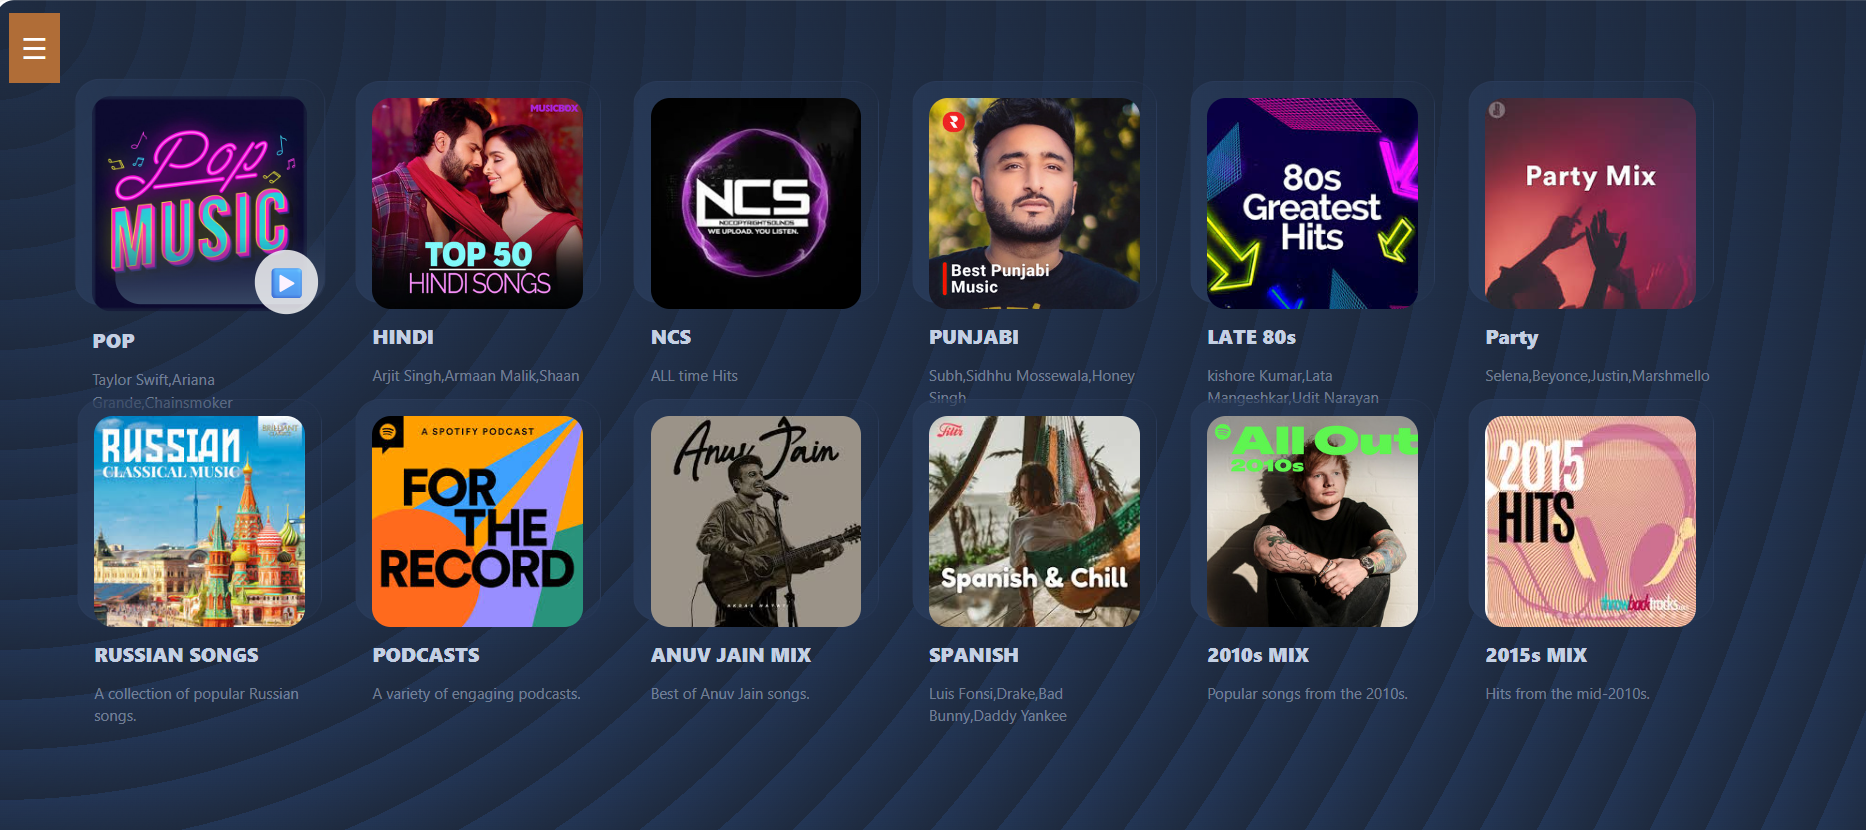 ☰
Pop
MUSIC
POP
Taylor Swift,Ariana
Grande,Chainsmoker
MUSICBOX
TOP 50
HINDI SONGS
HINDI
Arjit Singh,Armaan Malik,Shaan
NCS
NOCOPYRIGHTSOUNDS
WE UPLOAD. YOU LISTEN.
NCS
ALL time Hits
Best Punjabi
Music
PUNJABI
Subh,Sidhhu Mossewala,Honey
Singh
80s
Greatest
Hits
LATE 80s
kishore Kumar,Lata
Mangeshkar,Udit Narayan
Party Mix
Party
Selena,Beyonce,Justin,Marshmello
RUSSIAN
CLASSICAL MUSIC
RUSSIAN SONGS
A collection of popular Russian
songs.
A SPOTIFY PODCAST
FOR
THE
RECORD
PODCASTS
A variety of engaging podcasts.
Anuv Jain
ANUV JAIN MIX
Best of Anuv Jain songs.
Filtr
Spanish & Chill
SPANISH
Luis Fonsi,Drake,Bad
Bunny,Daddy Yankee
All Out
2010s
2010s MIX
Popular songs from the 2010s.
2015
HITS
throwbacktracks
2015s MIX
Hits from the mid-2010s.